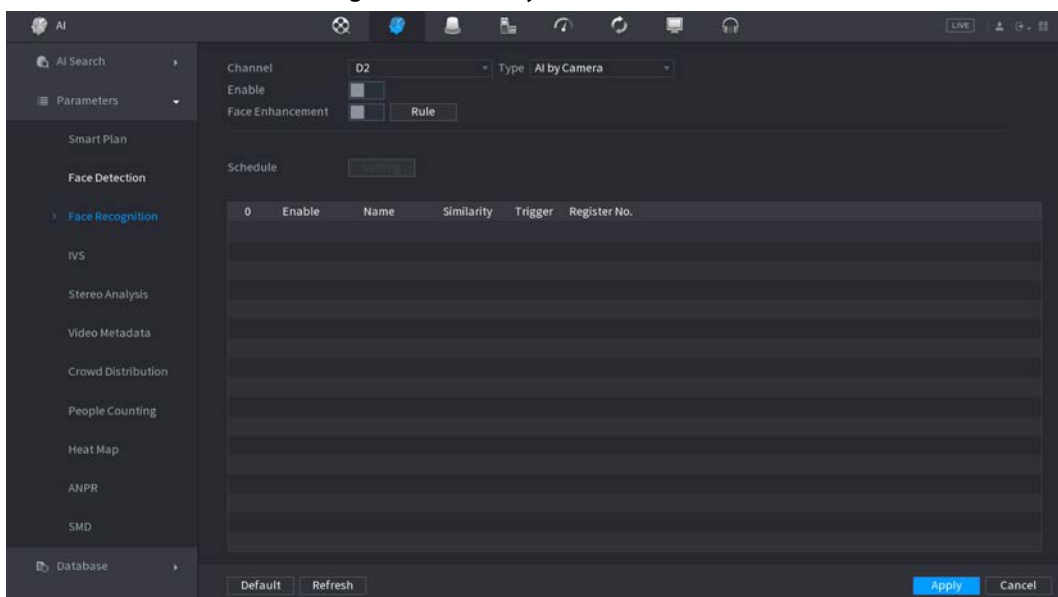 AI
LIVE
AI Search
Parameters
Smart Plan
Face Detection
Face Recognition
IVS
Stereo Analysis
Video Metadata
Crowd Distribution
People Counting
Heat Map
ANPR
SMD
Database
Channel D2 Type AI by Camera
Enable
Face Enhancement Rule
Schedule Setting
0 Enable Name Similarity Trigger Register No.
Default Refresh Apply Cancel